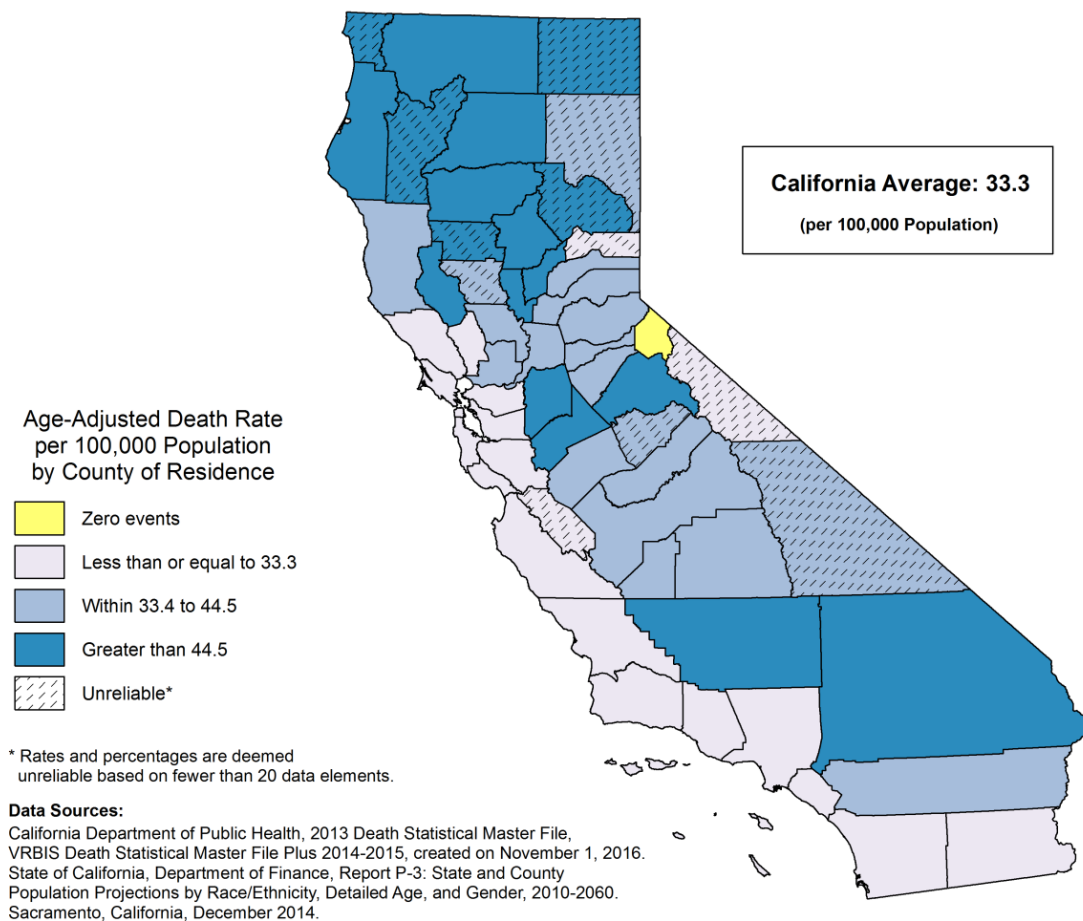 California Average: 33.3
(per 100,000 Population)
Age-Adjusted Death Rate
per 100,000 Population
by County of Residence
Zero events
Less than or equal to 33.3
Within 33.4 to 44.5
Greater than 44.5
Unreliable*
* Rates and percentages are deemed
unreliable based on fewer than 20 data elements.
Data Sources:
California Department of Public Health, 2013 Death Statistical Master File,
VRBIS Death Statistical Master File Plus 2014-2015, created on November 1, 2016.
State of California, Department of Finance, Report P-3: State and County
Population Projections by Race/Ethnicity, Detailed Age, and Gender, 2010-2060.
Sacramento, California, December 2014.